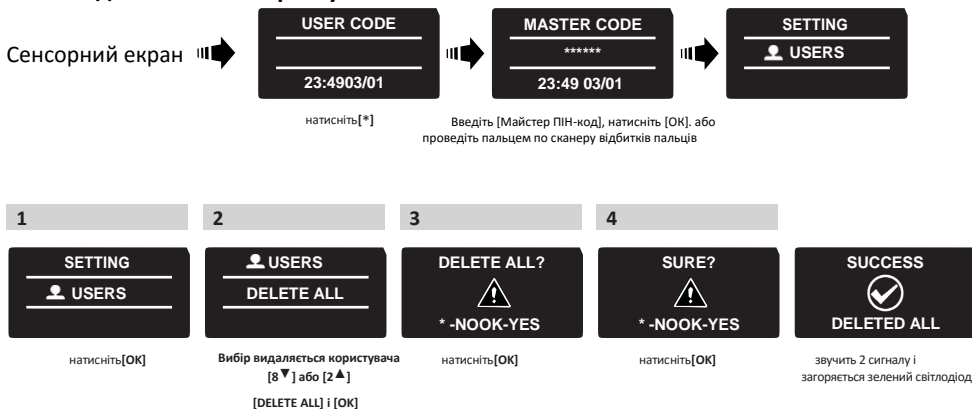 USER CODE
MASTER CODE
SETTING
Сенсорний екран
******
USERS
23:4903/01
23:49 03/01
натисніть[*]
Введіть [Майстер ПІН-код], натисніть [ОК]. або
проведіть пальцем по сканеру відбитків пальців
1
2
3
4
SETTING
USERS
DELETE ALL?
SURE?
SUCCESS
USERS
DELETE ALL
* -NOOK-YES
* -NOOK-YES
DELETED ALL
натисніть[OK]
Вибір видаляється користувача
[8▼] або [2▲]
[DELETE ALL] і [OK]
натисніть[OK]
натисніть[OK]
звучить 2 сигналу і
загоряється зелений світлодіод